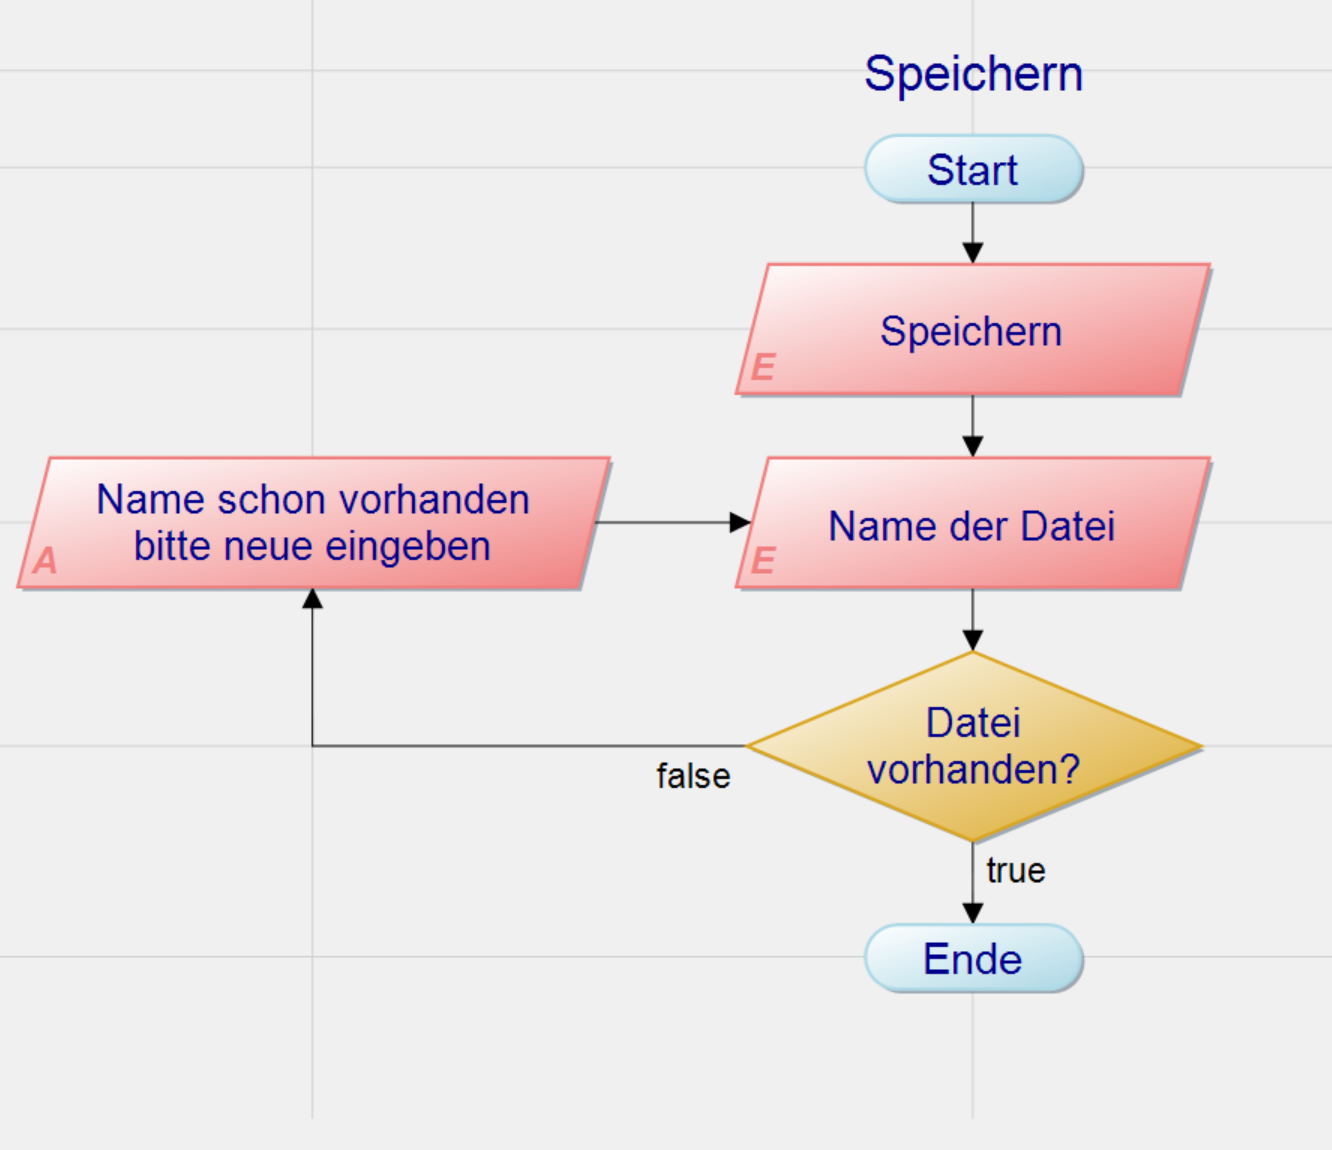 Speichern
Start
Speichern
E
Name schon vorhanden
bitte neue eingeben
A
Name der Datei
E
Datei
vorhanden?
false
true
Ende